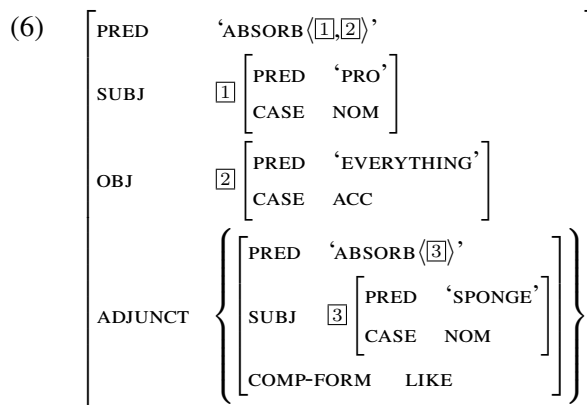 (6)
PRED ‘ABSORB⟨1,2⟩’
SUBJ 1 [PRED ‘PRO’
CASE NOM]
OBJ 2 [PRED ‘EVERYTHING’
CASE ACC]
ADJUNCT { [PRED ‘ABSORB⟨3⟩’
SUBJ 3 [PRED ‘SPONGE’
CASE NOM]
COMP-FORM LIKE] }